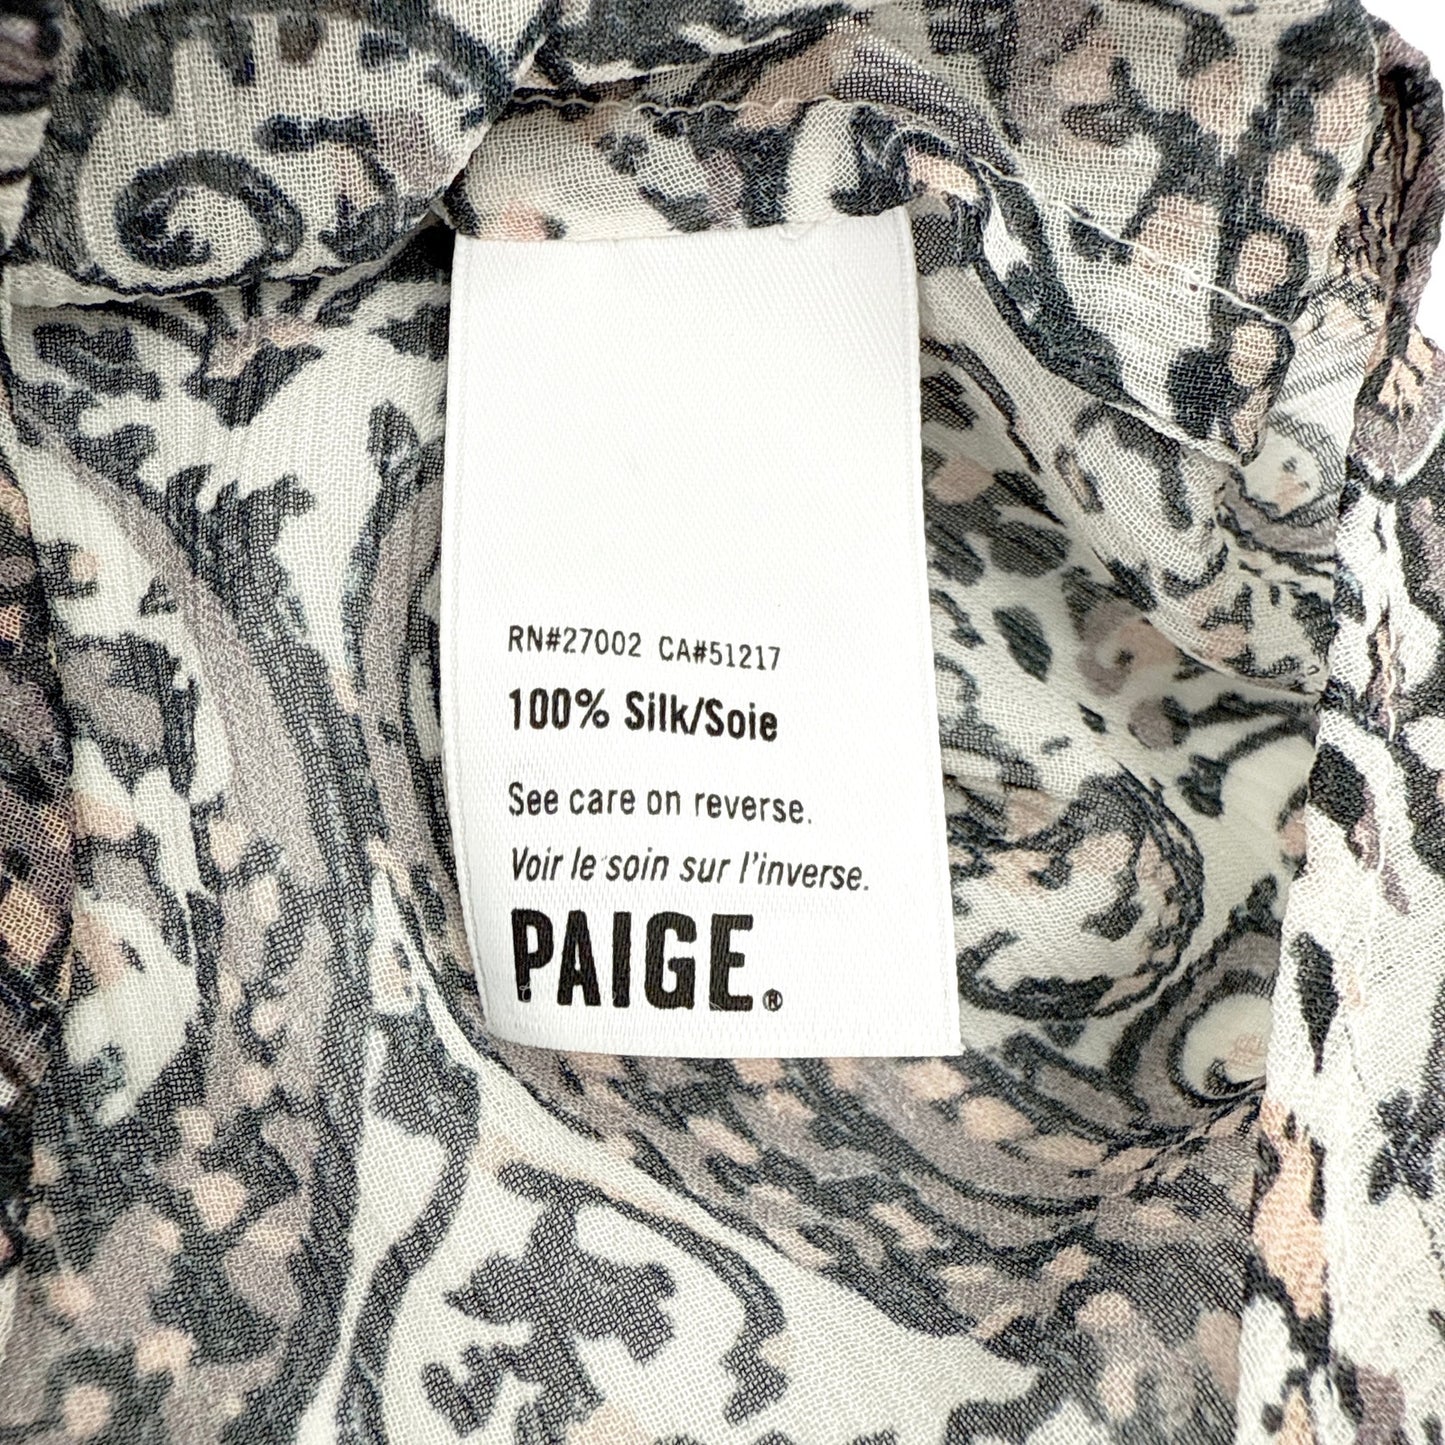 RN#27002 CA#51217
100% Silk/Soie
See care on reverse.
Voir le soin sur l'inverse.
PAIGE®